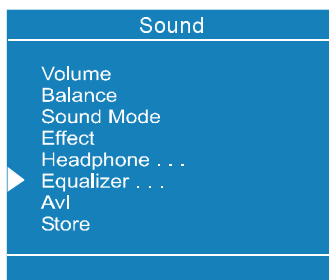 Sound
Volume
Balance
Sound Mode
Effect
Headphone . . .
Equalizer . . .
Avl
Store